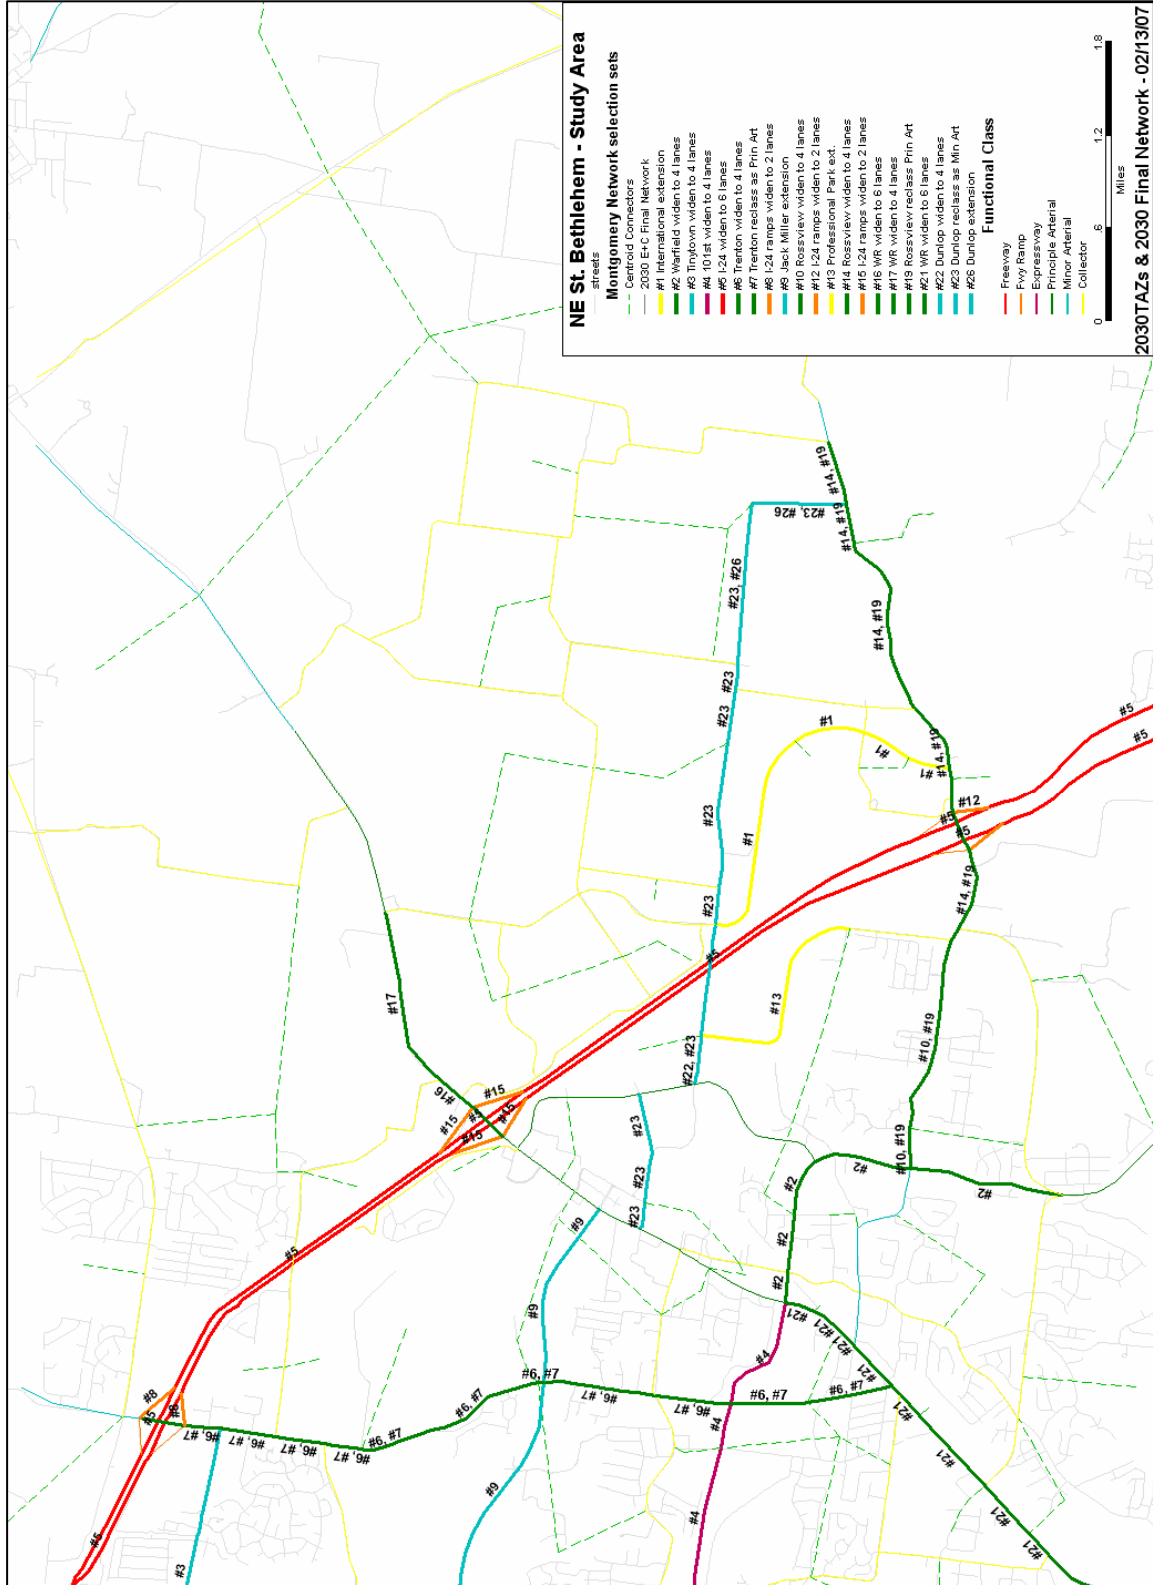 NE St. Bethlehem - Study Area
streets
Montgomery Network selection sets
Centroid Connectors
2030 E+C Final Network
#1 International extension
#2 Warfield widen to 4 lanes
#3 Tinytown widen to 4 lanes
#4 101st widen to 4 lanes
#5 I-24 widen to 6 lanes
#6 Trenton widen to 4 lanes
#7 Trenton reclass as Prin Art
#8 I-24 ramps widen to 2 lanes
#9 Jack Miller extension
#10 Rossview widen to 4 lanes
#12 I-24 ramps widen to 2 lanes
#13 Professional Park ext.
#14 Rossview widen to 4 lanes
#15 I-24 ramps widen to 2 lanes
#16 WR widen to 6 lanes
#17 WR widen to 4 lanes
#19 Rossview reclass Prin Art
#21 WR widen to 6 lanes
#22 Dunlop widen to 4 lanes
#23 Dunlop reclass as Min Art
#26 Dunlop extension
Functional Class
Freeway
Fwy Ramp
Expressway
Principle Arterial
Minor Arterial
Collector
0 .6 1.2 1.8
Miles
2030TAZs & 2030 Final Network - 02/13/07
#5
#3
#8
#5
#8
#6, #7
#6, #7
#6, #7
#6, #7
#6, #7
#6, #7
#6, #7
#6, #7
#6, #7
#6, #7
#6, #7
#9
#9
#9
#4
#4
#4
#5
#15
#15
#15
#15
#5
#16
#17
#23
#23
#23
#22, #23
#5
#23
#23
#23
#23
#23, #26
#23, #26
#13
#1
#1
#1
#1
#2
#2
#2
#2
#21
#21
#21
#21
#21
#21
#21
#21
#21
#10, #19
#10, #19
#14, #19
#5
#5
#12
#14, #19
#14, #19
#14, #19
#14, #19
#5
#5